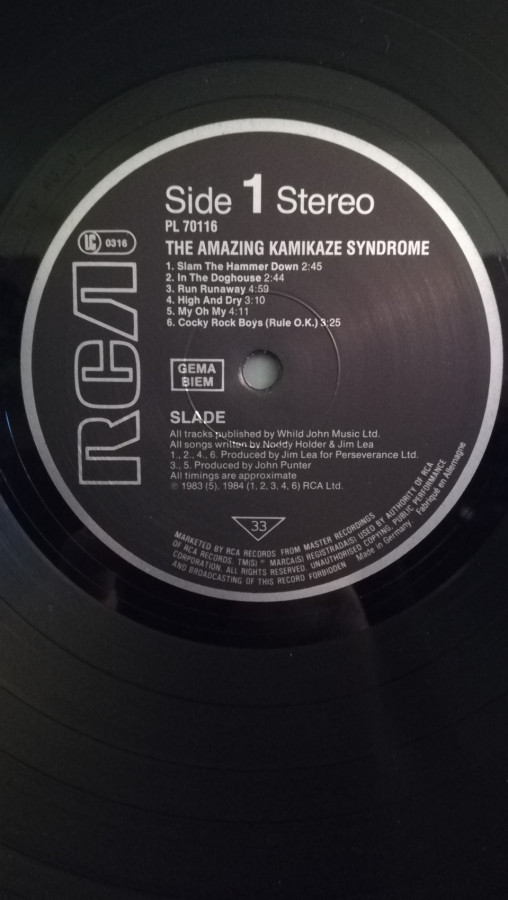 Side 1 Stereo
PL 70116
LC 0316
THE AMAZING KAMIKAZE SYNDROME
1. Slam The Hammer Down 2:45
2. In The Doghouse 2:44
3. Run Runaway 4:59
4. High And Dry 3:10
5. My Oh My 4:11
6. Cocky Rock Boys (Rule O.K.) 3:25
RCA
GEMA
BIEM
SLADE
All tracks published by Whild John Music Ltd.
All songs written by Noddy Holder & Jim Lea
1., 2., 4., 6. Produced by Jim Lea for Perseverance Ltd.
3., 5. Produced by John Punter
All timings are approximate
℗ 1983 (5), 1984 (1, 2, 3, 4, 6) RCA Ltd.
33
MARKETED BY RCA RECORDS FROM MASTER RECORDINGS
OF RCA RECORDS. TM(S) ® MARCA(S) REGISTRADA(S) USED BY AUTHORITY OF RCA
CORPORATION. ALL RIGHTS RESERVED. UNAUTHORISED COPYING, PUBLIC PERFORMANCE
AND BROADCASTING OF THIS RECORD FORBIDDEN Made in Germany Fabriqué en Allemagne